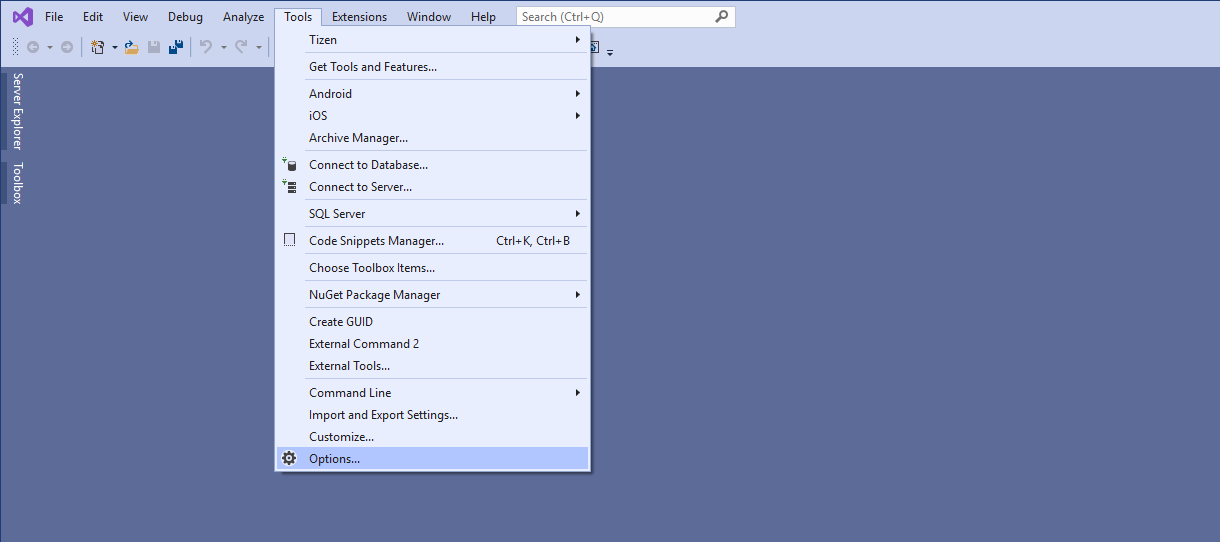 File Edit View Debug Analyze Tools Extensions Window Help Search (Ctrl+Q)
Server Explorer
Toolbox
Tizen
Get Tools and Features...
Android
iOS
Archive Manager...
Connect to Database...
Connect to Server...
SQL Server
Code Snippets Manager... Ctrl+K, Ctrl+B
Choose Toolbox Items...
NuGet Package Manager
Create GUID
External Command 2
External Tools...
Command Line
Import and Export Settings...
Customize...
Options...